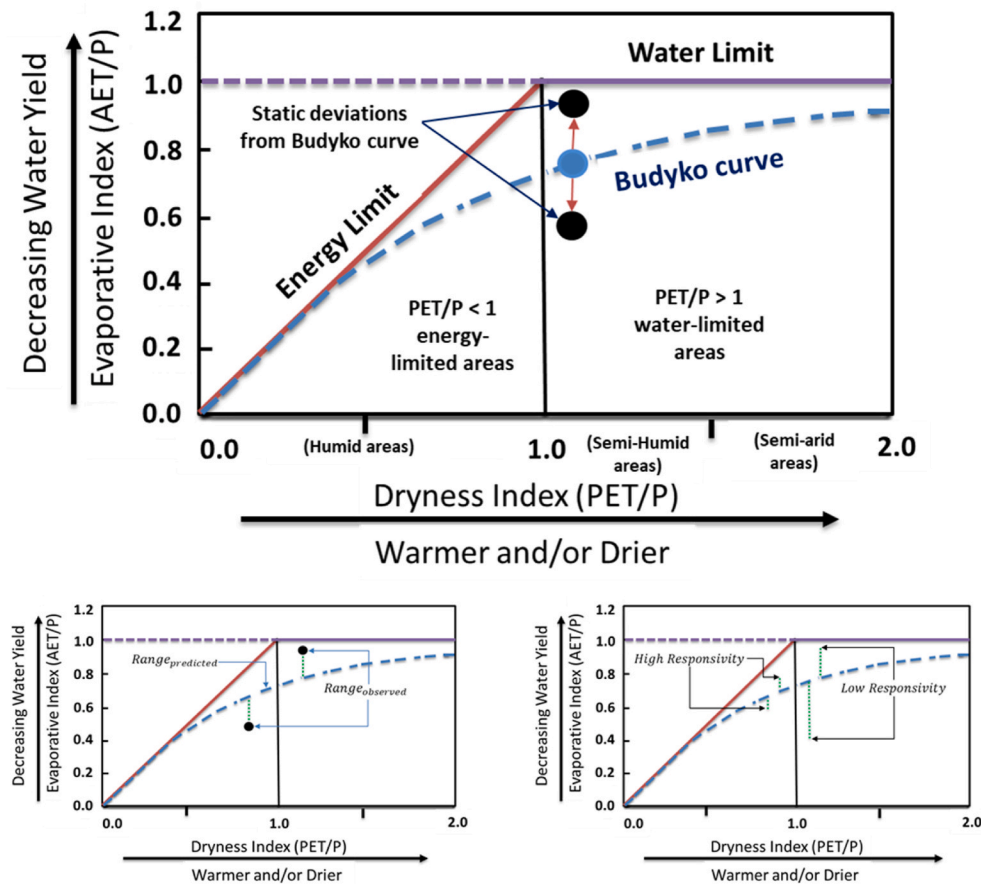 Decreasing Water Yield
Evaporative Index (AET/P)
1.2
1.0
0.8
0.6
0.4
0.2
0.0
Water Limit
Static deviations
from Budyko curve
Budyko curve
Energy Limit
PET/P < 1
energy-
limited areas
PET/P > 1
water-limited
areas
0.0
(Humid areas)
1.0
(Semi-Humid
areas)
(Semi-arid
areas)
2.0
Dryness Index (PET/P)
Warmer and/or Drier
Decreasing Water Yield
Evaporative Index (AET/P)
1.2
1.0
0.8
0.6
0.4
0.2
0.0
Range predicted
Range observed
0.0
1.0
2.0
Dryness Index (PET/P)
Warmer and/or Drier
Decreasing Water Yield
Evaporative Index (AET/P)
1.2
1.0
0.8
0.6
0.4
0.2
0.0
High Responsivity
Low Responsivity
0.0
1.0
2.0
Dryness Index (PET/P)
Warmer and/or Drier